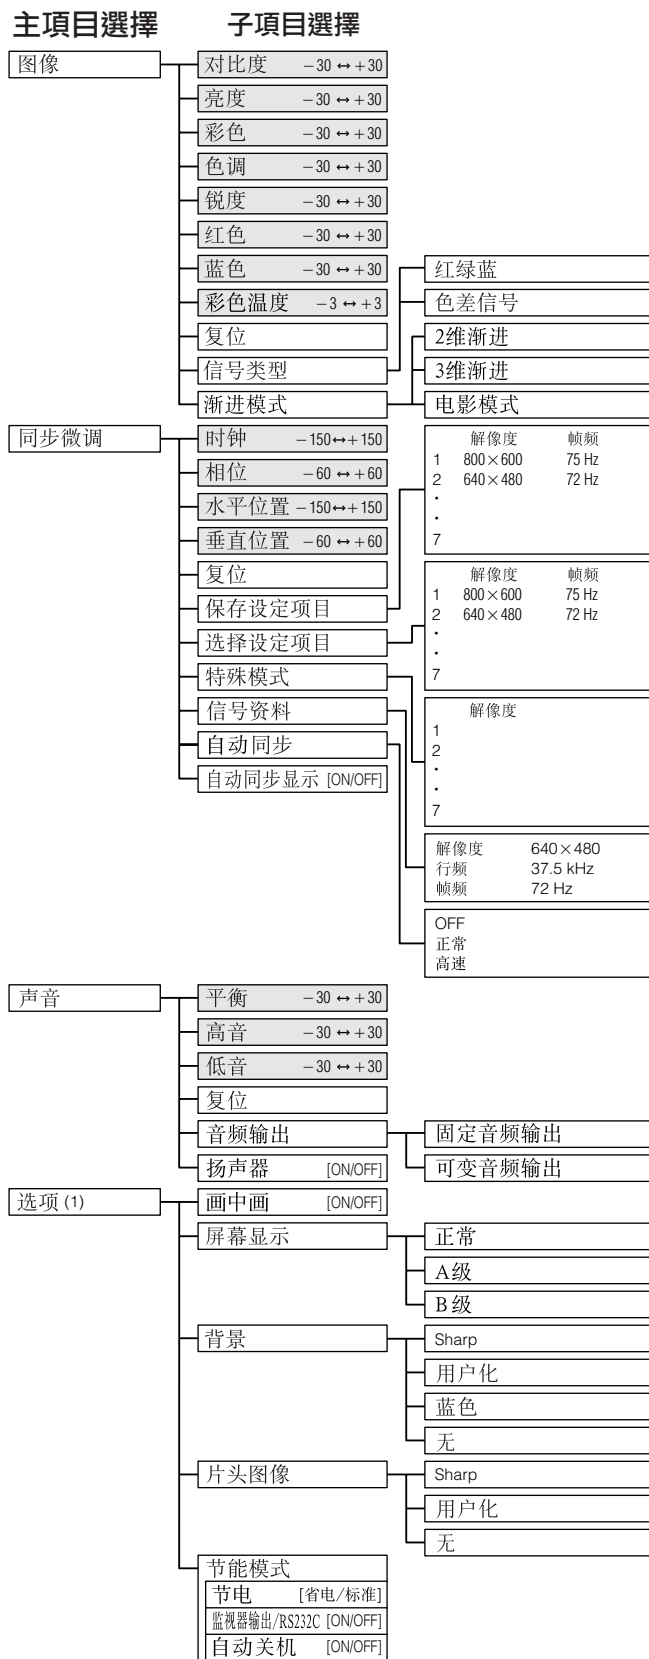 主項目選擇 子項目選擇
图像
对比度 −30 ↔ +30
亮度 −30 ↔ +30
彩色 −30 ↔ +30
色调 −30 ↔ +30
锐度 −30 ↔ +30
红色 −30 ↔ +30
蓝色 −30 ↔ +30
彩色温度 −3 ↔ +3
复位
信号类型
红绿蓝
色差信号
渐进模式
2维渐进
3维渐进
电影模式
同步微调
时钟 −150↔+150
相位 −60 ↔ +60
水平位置 −150↔+150
垂直位置 −60 ↔ +60
复位
保存设定项目
解像度 帧频
1 800×600 75 Hz
2 640×480 72 Hz
·
·
7
选择设定项目
解像度 帧频
1 800×600 75 Hz
2 640×480 72 Hz
·
·
7
特殊模式
解像度
1
2
·
·
7
信号资料
解像度 640×480
行频 37.5 kHz
帧频 72 Hz
自动同步
OFF
正常
高速
自动同步显示 [ON/OFF]
声音
平衡 −30 ↔ +30
高音 −30 ↔ +30
低音 −30 ↔ +30
复位
音频输出
固定音频输出
可变音频输出
扬声器 [ON/OFF]
选项 (1)
画中画 [ON/OFF]
屏幕显示
正常
A级
B级
背景
Sharp
用户化
蓝色
无
片头图像
Sharp
用户化
无
节能模式
节电 [省电/标准]
监视器输出/RS232C [ON/OFF]
自动关机 [ON/OFF]